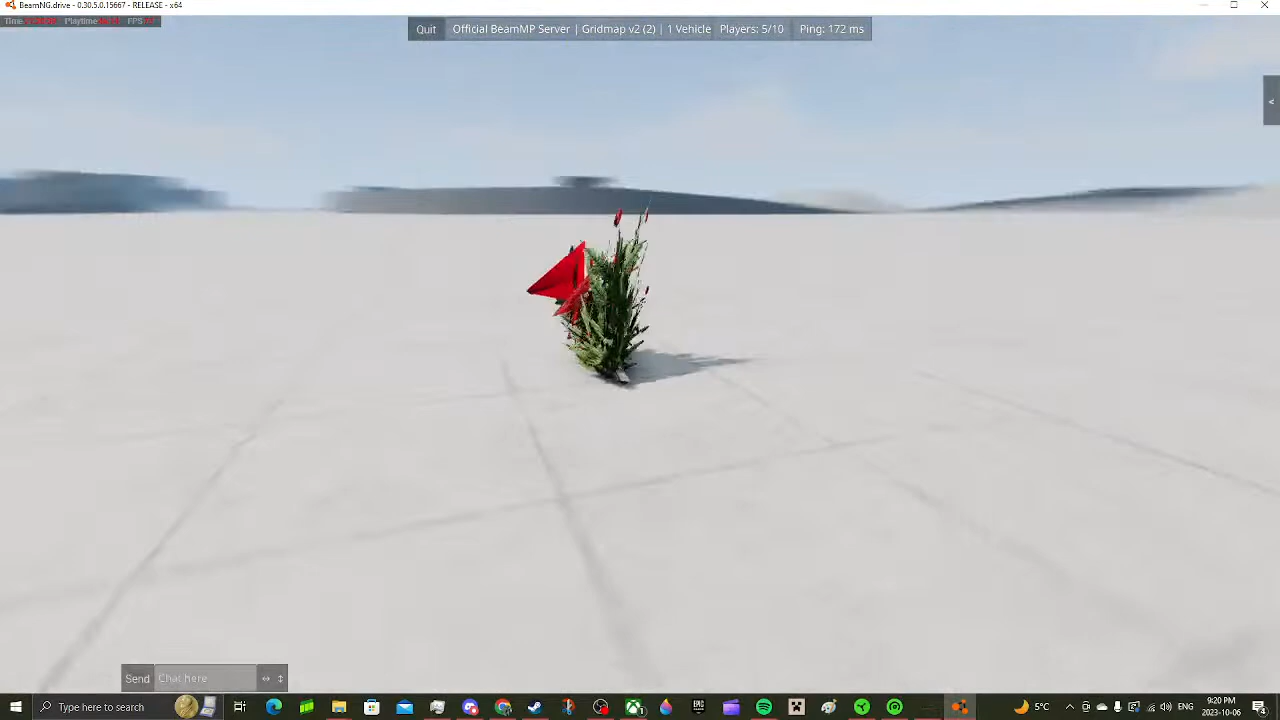 BeamNG.drive - 0.30.5.0.15667 - RELEASE - x64
Quit Official BeamMP Server | Gridmap v2 (2) | 1 Vehicle Players: 5/10 Ping: 172 ms
<
Send Chat here
Type here to search
EPIC GAMES
5°C
9:20 PM
2023-10-06